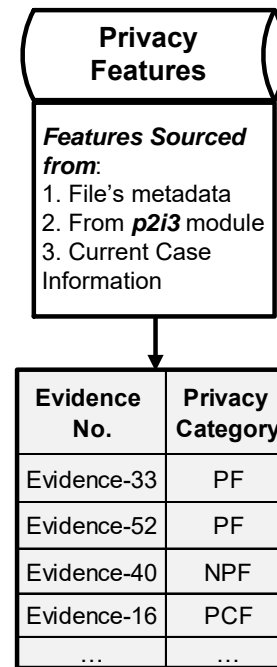 Privacy
Features
Features Sourced
from:
1. File's metadata
2. From p2i3 module
3. Current Case
Information
Evidence No. Privacy Category
Evidence-33 PF
Evidence-52 PF
Evidence-40 NPF
Evidence-16 PCF
... ...